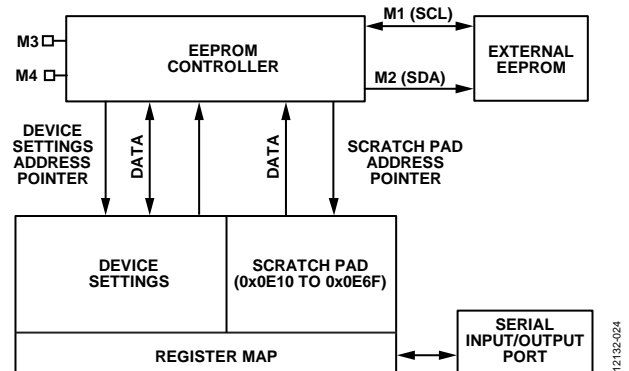 M3
M4
EEPROM
CONTROLLER
M1 (SCL)
M2 (SDA)
EXTERNAL
EEPROM
DEVICE
SETTINGS
ADDRESS
POINTER
DATA
DATA
SCRATCH PAD
ADDRESS
POINTER
DEVICE
SETTINGS
SCRATCH PAD
(0x0E10 TO 0x0E6F)
REGISTER MAP
SERIAL
INPUT/OUTPUT
PORT
12132-024